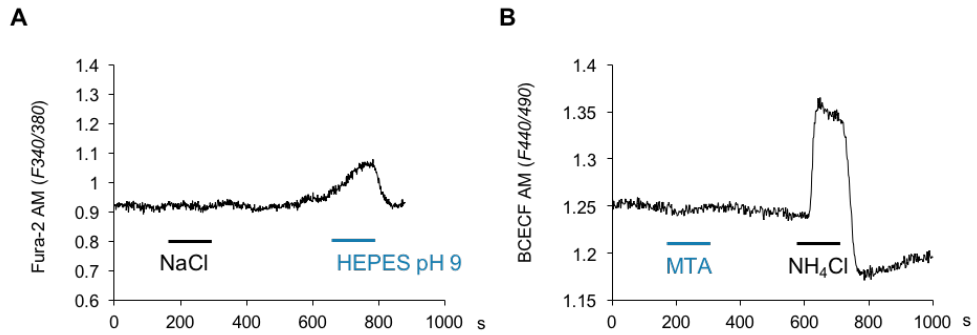 A
Fura-2 AM (F340/380)
1.4
1.3
1.2
1.1
1
0.9
0.8
0.7
0.6
NaCl
HEPES pH 9
0 200 400 600 800 1000 s
B
BCECF AM (F440/490)
1.4
1.35
1.3
1.25
1.2
1.15
MTA
NH₄Cl
0 200 400 600 800 1000 s